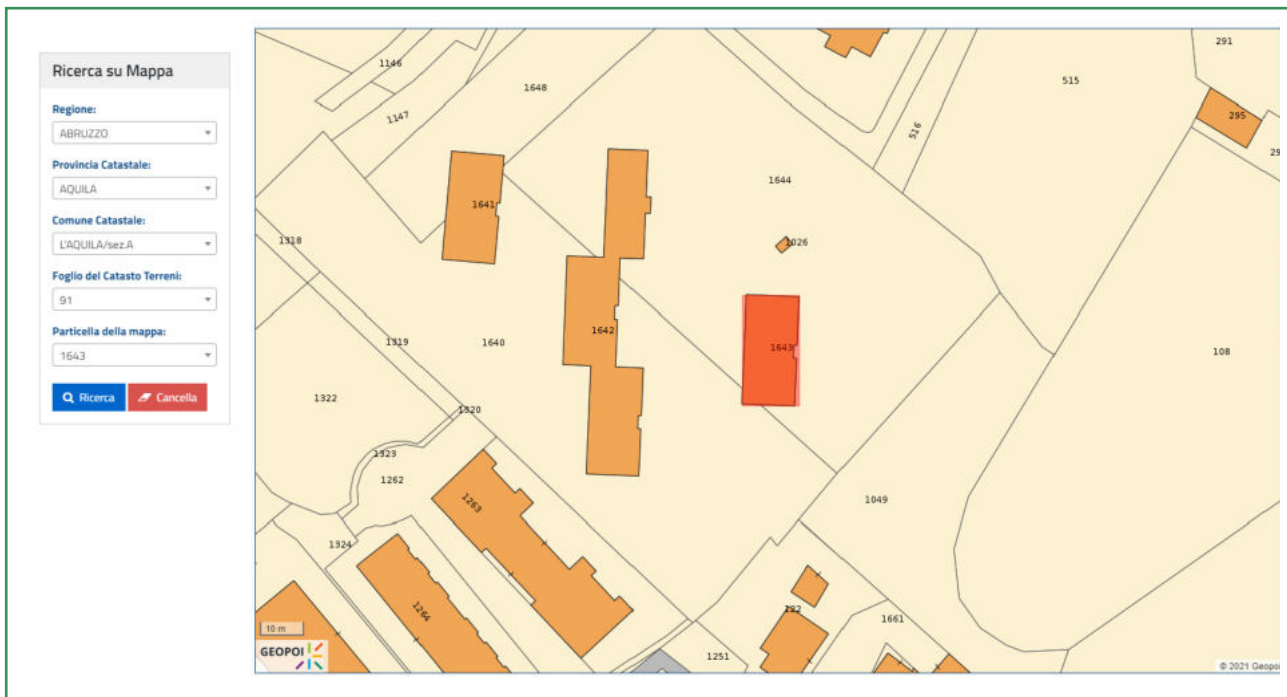 Ricerca su Mappa
Regione:
ABRUZZO
Provincia Catastale:
AQUILA
Comune Catastale:
L'AQUILA/sez.A
Foglio del Catasto Terreni:
91
Particella della mappa:
1643
Ricerca
Cancella
291
1146
515
1648
295
1147
516
1644
1641
1318
1026
1642
1319
1640
1643
108
1322
1320
1323
1262
1049
1263
1324
1264
122
1661
1251
10 m
GEOPOI
© 2021 Geopoi